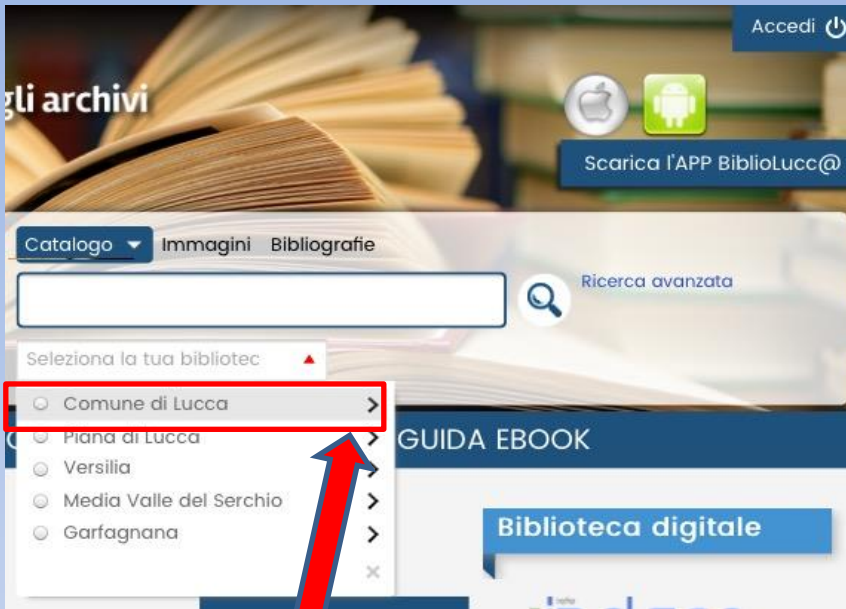 Accedi
gli archivi
Scarica l'APP BiblioLucc@
Catalogo Immagini Bibliografie
Ricerca avanzata
Seleziona la tua bibliotec
Comune di Lucca
Piana di Lucca
GUIDA EBOOK
Versilia
Media Valle del Serchio
Garfagnana
Biblioteca digitale